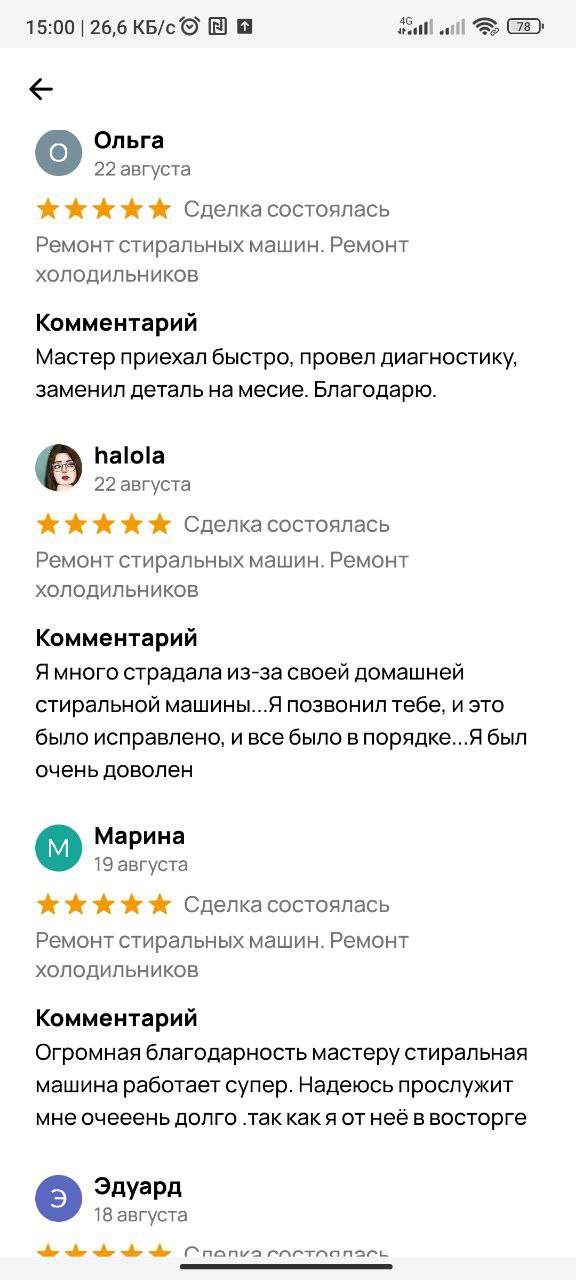 15:00 | 26,6 КБ/с
4G
78
О
Ольга
22 августа
Сделка состоялась
Ремонт стиральных машин. Ремонт
холодильников
Комментарий
Мастер приехал быстро, провел диагностику,
заменил деталь на месие. Благодарю.
halola
22 августа
Сделка состоялась
Ремонт стиральных машин. Ремонт
холодильников
Комментарий
Я много страдала из-за своей домашней
стиральной машины...Я позвонил тебе, и это
было исправлено, и все было в порядке...Я был
очень доволен
М
Марина
19 августа
Сделка состоялась
Ремонт стиральных машин. Ремонт
холодильников
Комментарий
Огромная благодарность мастеру стиральная
машина работает супер. Надеюсь прослужит
мне очееень долго .так как я от неё в восторге
Э
Эдуард
18 августа
Сделка состоялась